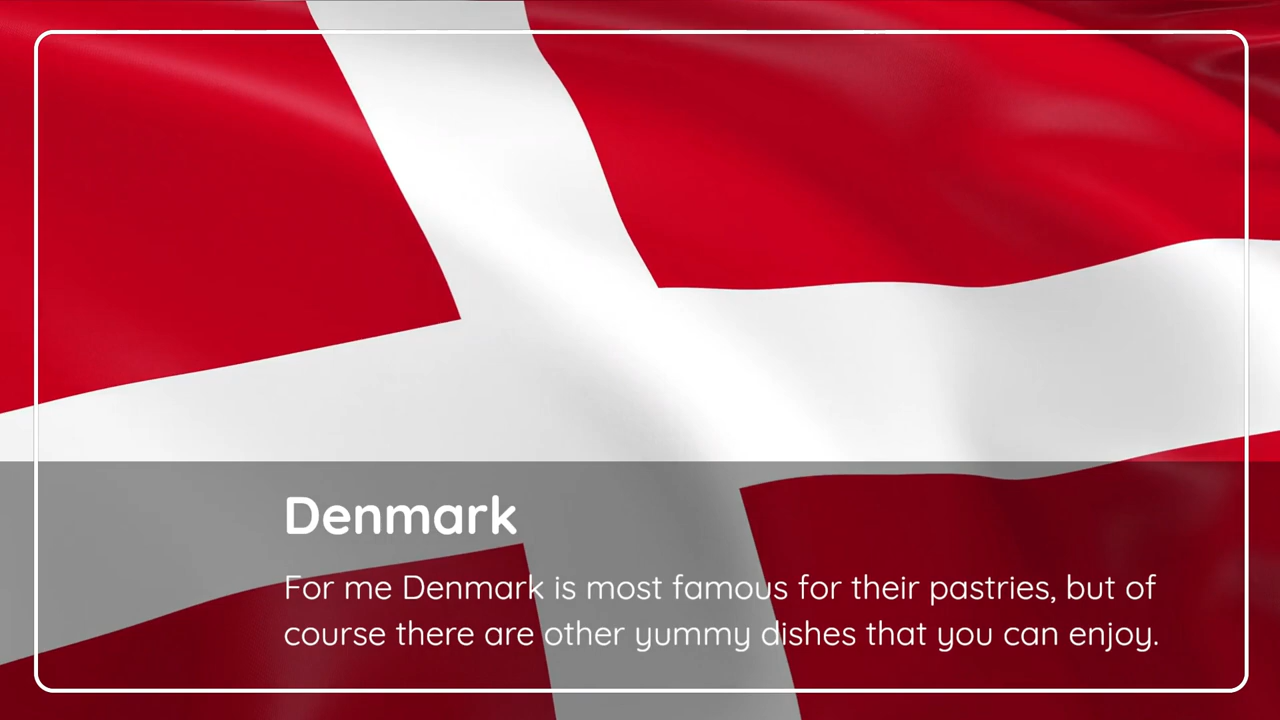 Denmark
For me Denmark is most famous for their pastries, but of
course there are other yummy dishes that you can enjoy.